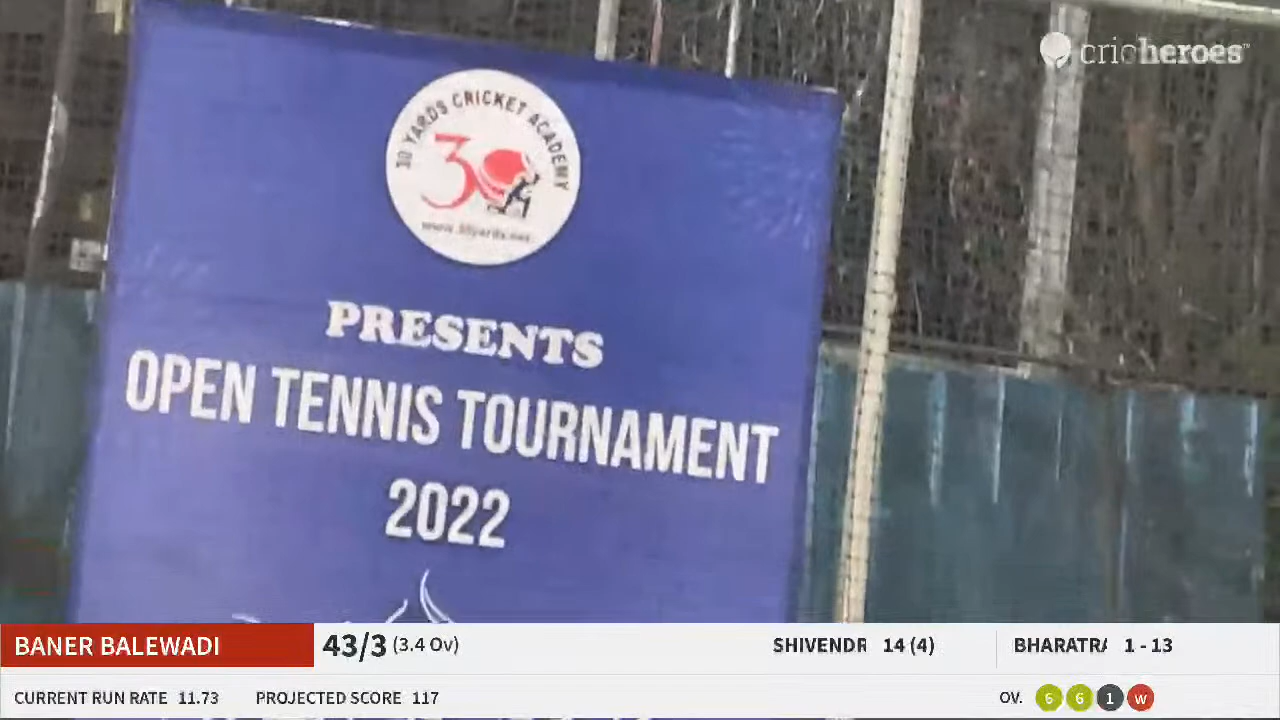 cricheroes™
30 YARDS CRICKET ACADEMY
30
www.30yards.net
PRESENTS
OPEN TENNIS TOURNAMENT
2022
BANER BALEWADI 43/3 (3.4 Ov) SHIVENDR 14 (4) BHARATR 1 - 13
CURRENT RUN RATE 11.73 PROJECTED SCORE 117 OV. 6 6 1 W